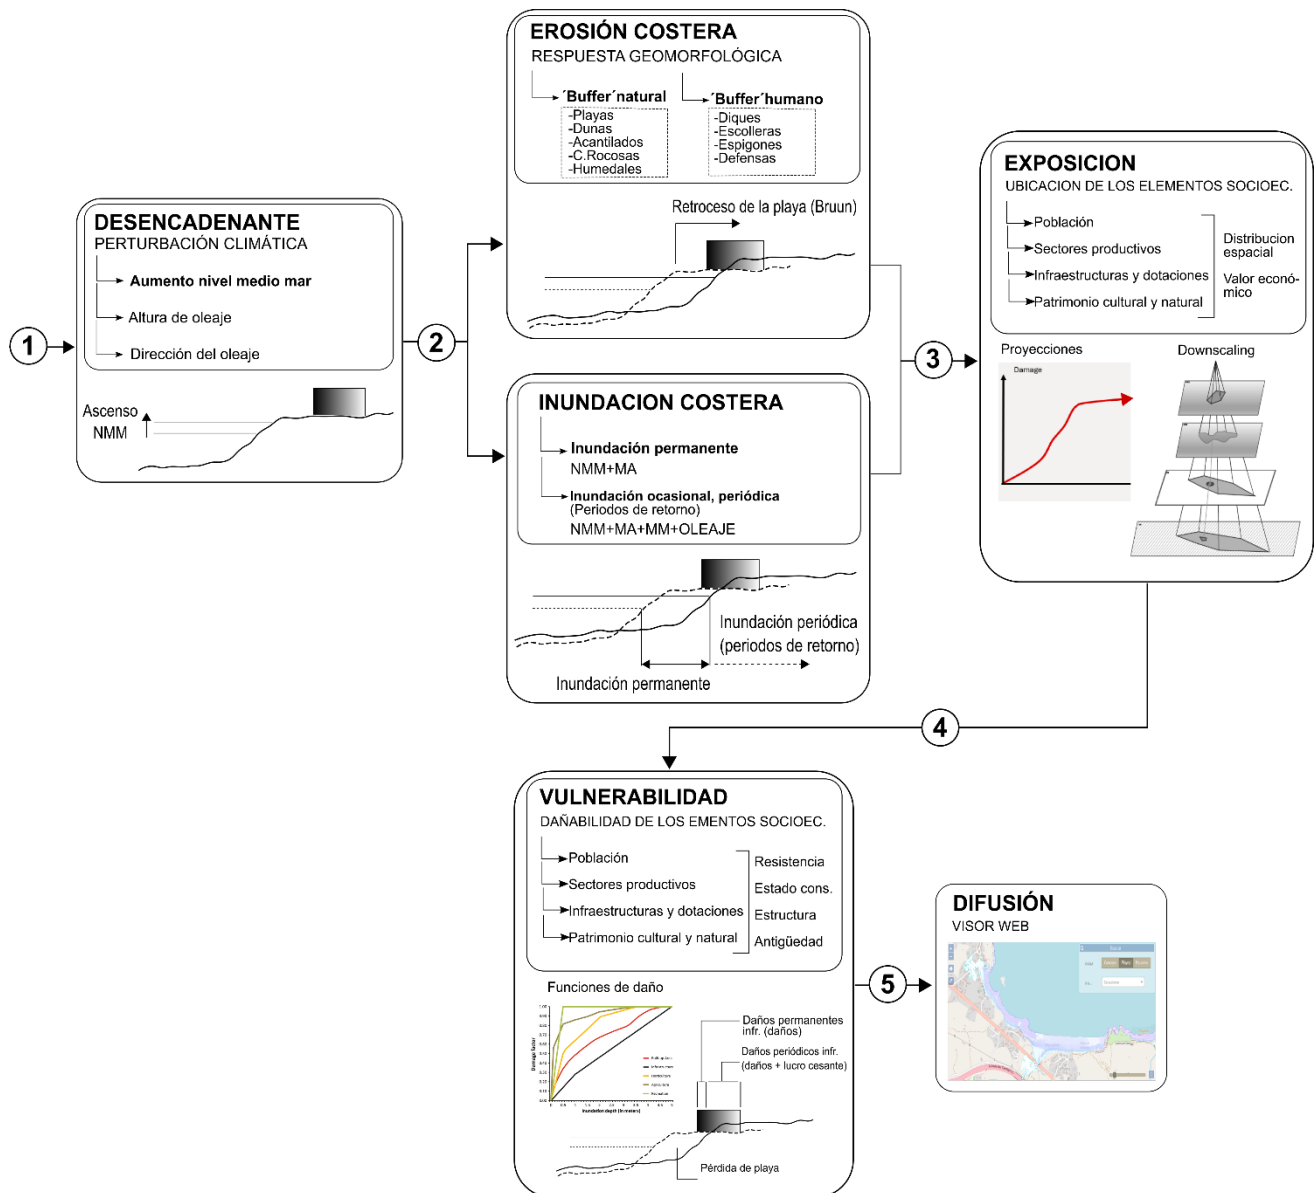 1
DESENCADENANTE
PERTURBACIÓN CLIMÁTICA
Aumento nivel medio mar
Altura de oleaje
Dirección del oleaje
Ascenso
NMM
2
EROSIÓN COSTERA
RESPUESTA GEOMORFOLÓGICA
´Buffer´natural
-Playas
-Dunas
-Acantilados
-C.Rocosas
-Humedales
´Buffer´humano
-Diques
-Escolleras
-Espigones
-Defensas
Retroceso de la playa (Bruun)
INUNDACION COSTERA
Inundación permanente
NMM+MA
Inundación ocasional, periódica
(Periodos de retorno)
NMM+MA+MM+OLEAJE
Inundación periódica
(periodos de retorno)
Inundación permanente
3
EXPOSICION
UBICACION DE LOS ELEMENTOS SOCIOEC.
Población
Sectores productivos
Infraestructuras y dotaciones
Patrimonio cultural y natural
Distribucion
espacial
Valor econó-
mico
Proyecciones
Damage
Downscaling
4
VULNERABILIDAD
DAÑABILIDAD DE LOS EMENTOS SOCIOEC.
Población
Sectores productivos
Infraestructuras y dotaciones
Patrimonio cultural y natural
Resistencia
Estado cons.
Estructura
Antigüedad
Funciones de daño
Damage factor
Inundation depth (in meters)
Daños permanentes
infr. (daños)
Daños periódicos infr.
(daños + lucro cesante)
Pérdida de playa
5
DIFUSIÓN
VISOR WEB